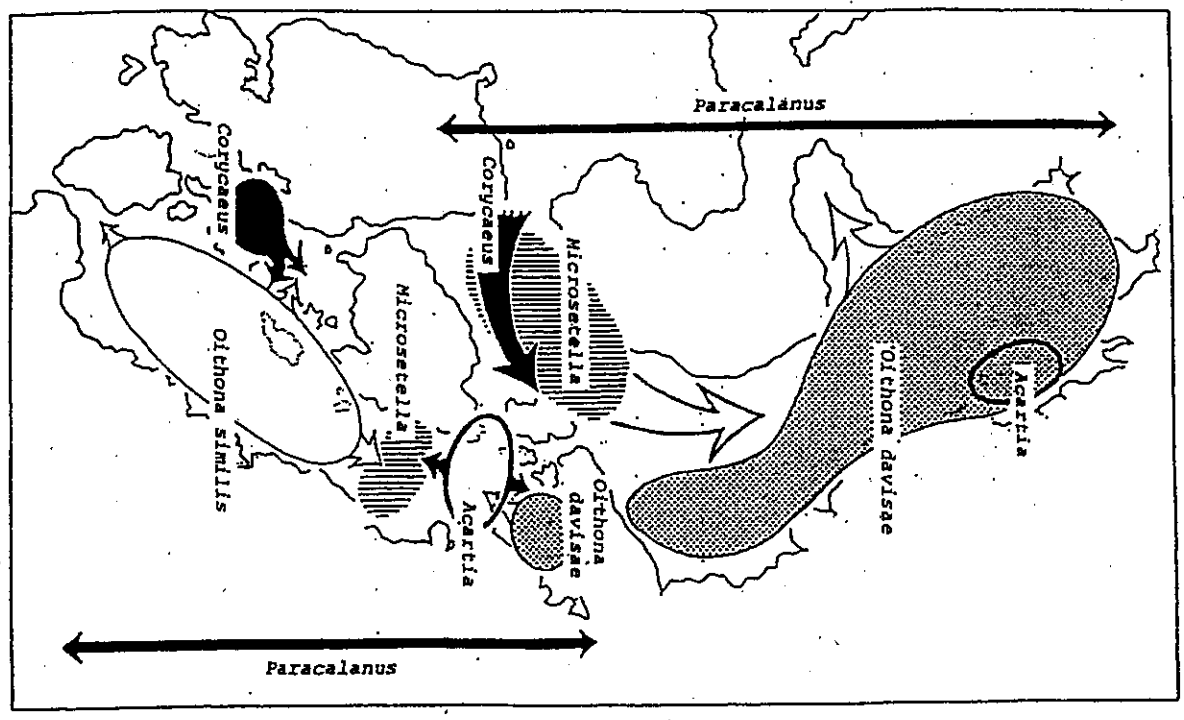 Paracalanus
Corycaeus
Corycaeus
Microsetella
Microsetella
Oithona similis
Acartia
Oithona
davisae
Oithona davisae
Acartia
Paracalanus